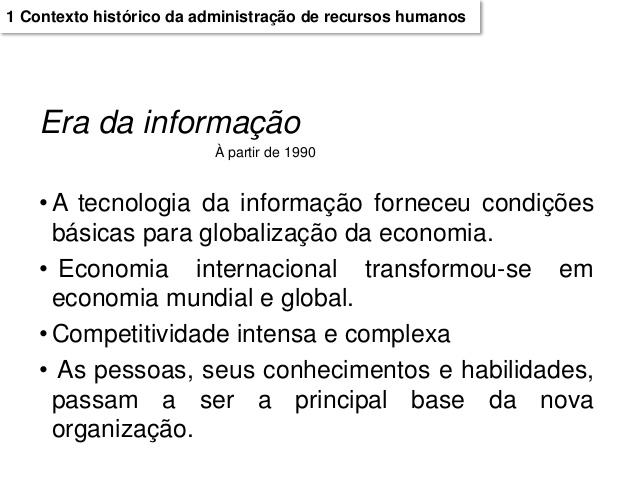 1 Contexto histórico da administração de recursos humanos
Era da informação
À partir de 1990
• A tecnologia da informação forneceu condições
básicas para globalização da economia.
• Economia internacional transformou-se em
economia mundial e global.
• Competitividade intensa e complexa
• As pessoas, seus conhecimentos e habilidades,
passam a ser a principal base da nova
organização.